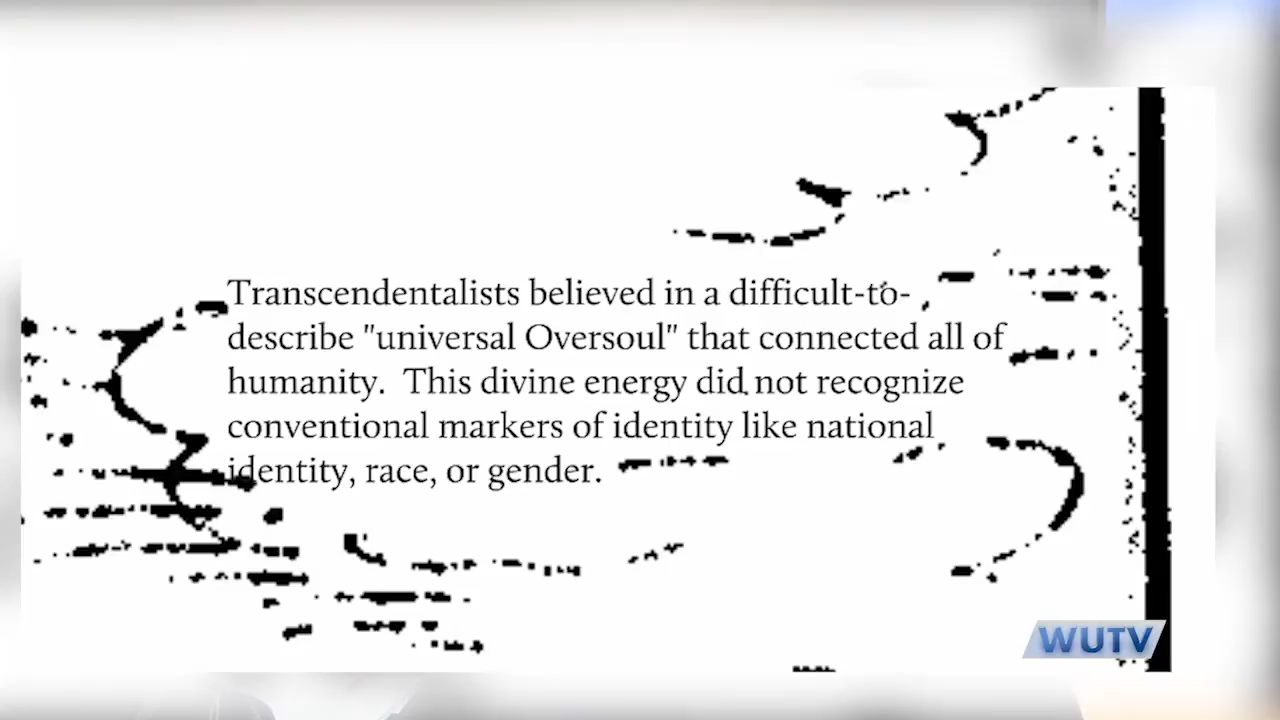 Transcendentalists believed in a difficult-to-
describe "universal Oversoul" that connected all of
humanity.  This divine energy did not recognize
conventional markers of identity like national
identity, race, or gender.
WUTV